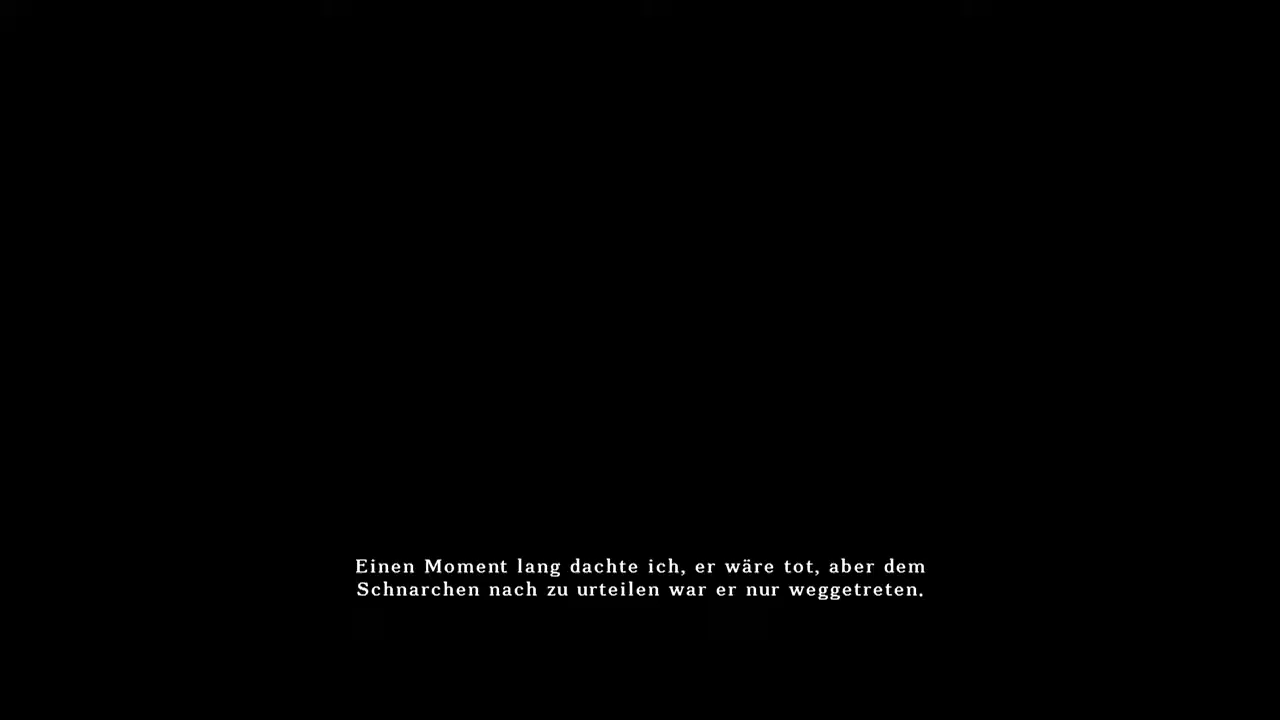 Einen Moment lang dachte ich, er wäre tot, aber dem
Schnarchen nach zu urteilen war er nur weggetreten.